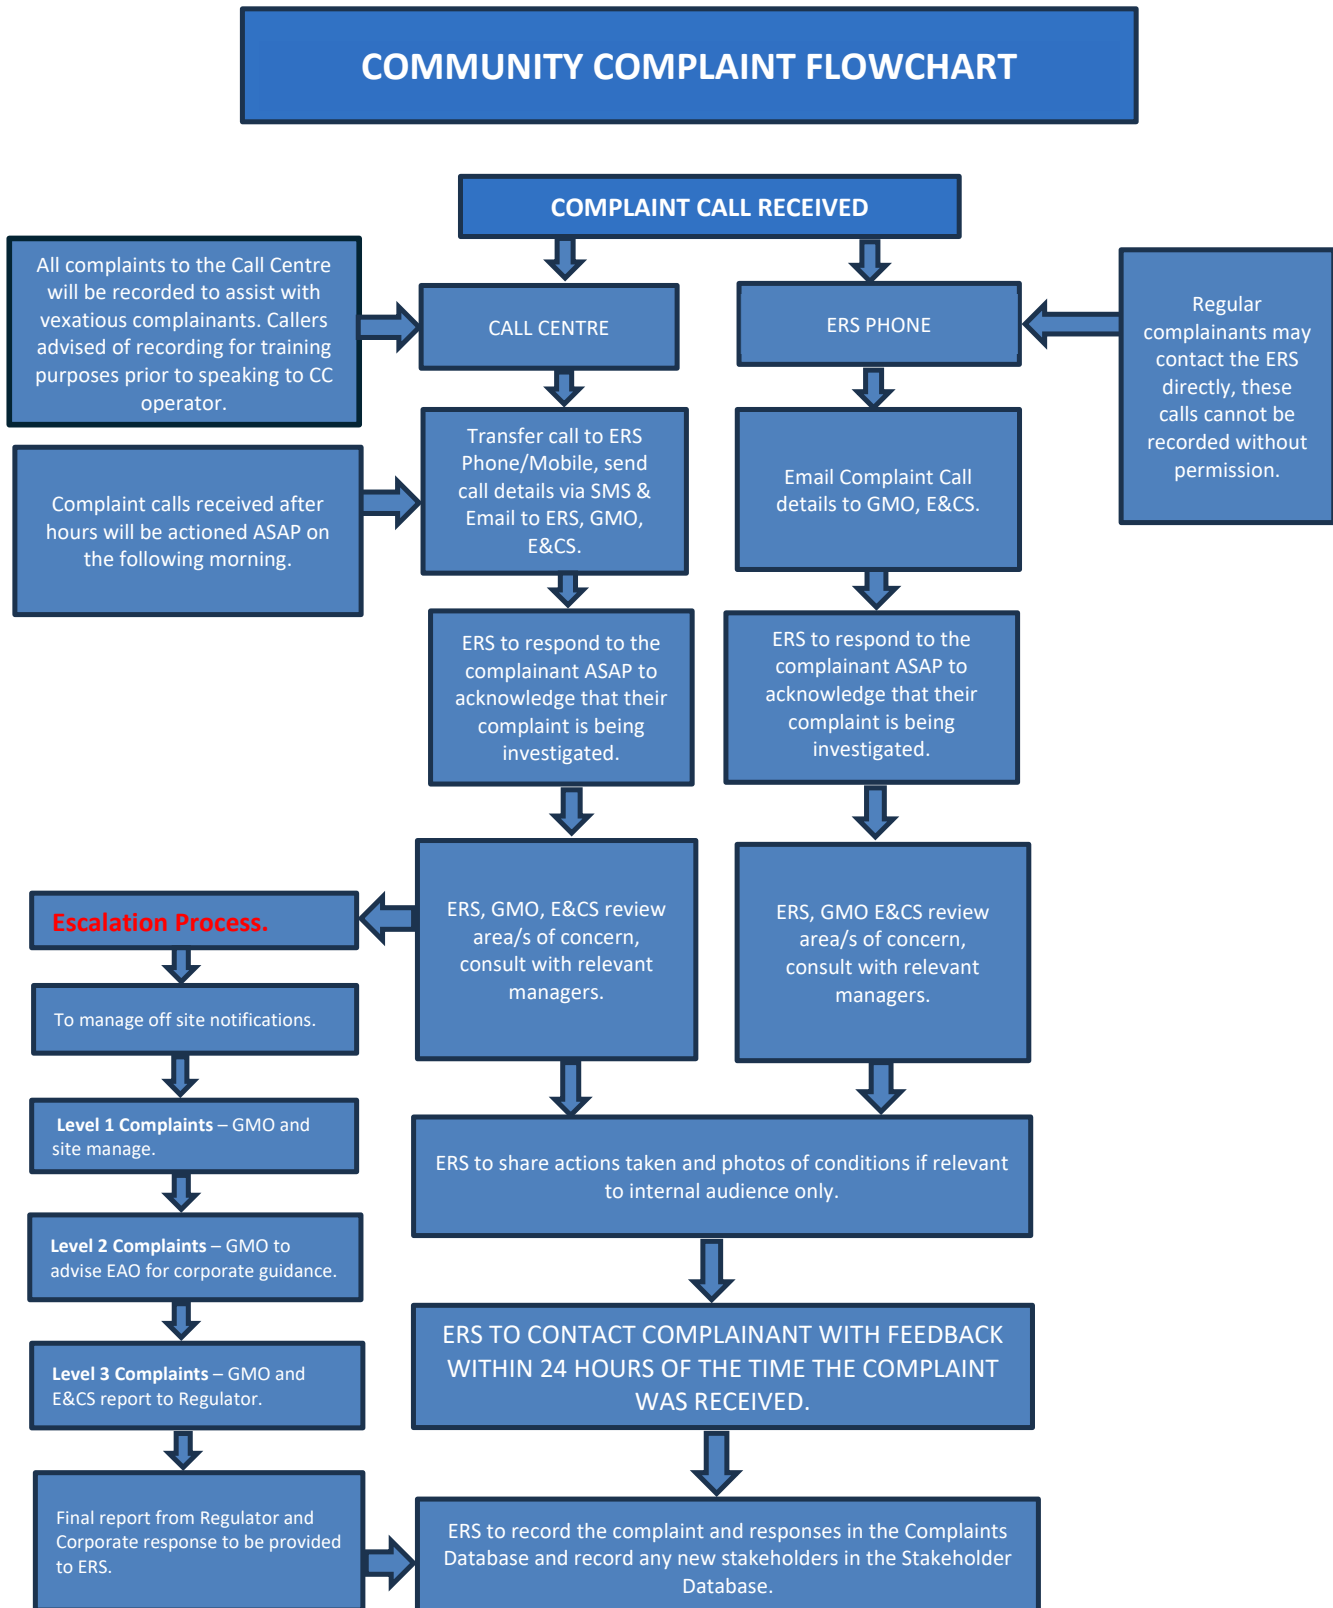 COMMUNITY COMPLAINT FLOWCHART
COMPLAINT CALL RECEIVED
All complaints to the Call Centre
will be recorded to assist with
vexatious complainants. Callers
advised of recording for training
purposes prior to speaking to CC
operator.
CALL CENTRE
ERS PHONE
Regular
complainants may
contact the ERS
directly, these
calls cannot be
recorded without
permission.
Complaint calls received after
hours will be actioned ASAP on
the following morning.
Transfer call to ERS
Phone/Mobile, send
call details via SMS &
Email to ERS, GMO,
E&CS.
Email Complaint Call
details to GMO, E&CS.
ERS to respond to the
complainant ASAP to
acknowledge that their
complaint is being
investigated.
ERS to respond to the
complainant ASAP to
acknowledge that their
complaint is being
investigated.
ERS, GMO, E&CS review
area/s of concern,
consult with relevant
managers.
ERS, GMO E&CS review
area/s of concern,
consult with relevant
managers.
Escalation Process.
To manage off site notifications.
Level 1 Complaints – GMO and
site manage.
Level 2 Complaints – GMO to
advise EAO for corporate guidance.
Level 3 Complaints – GMO and
E&CS report to Regulator.
Final report from Regulator and
Corporate response to be provided
to ERS.
ERS to share actions taken and photos of conditions if relevant
to internal audience only.
ERS TO CONTACT COMPLAINANT WITH FEEDBACK
WITHIN 24 HOURS OF THE TIME THE COMPLAINT
WAS RECEIVED.
ERS to record the complaint and responses in the Complaints
Database and record any new stakeholders in the Stakeholder
Database.